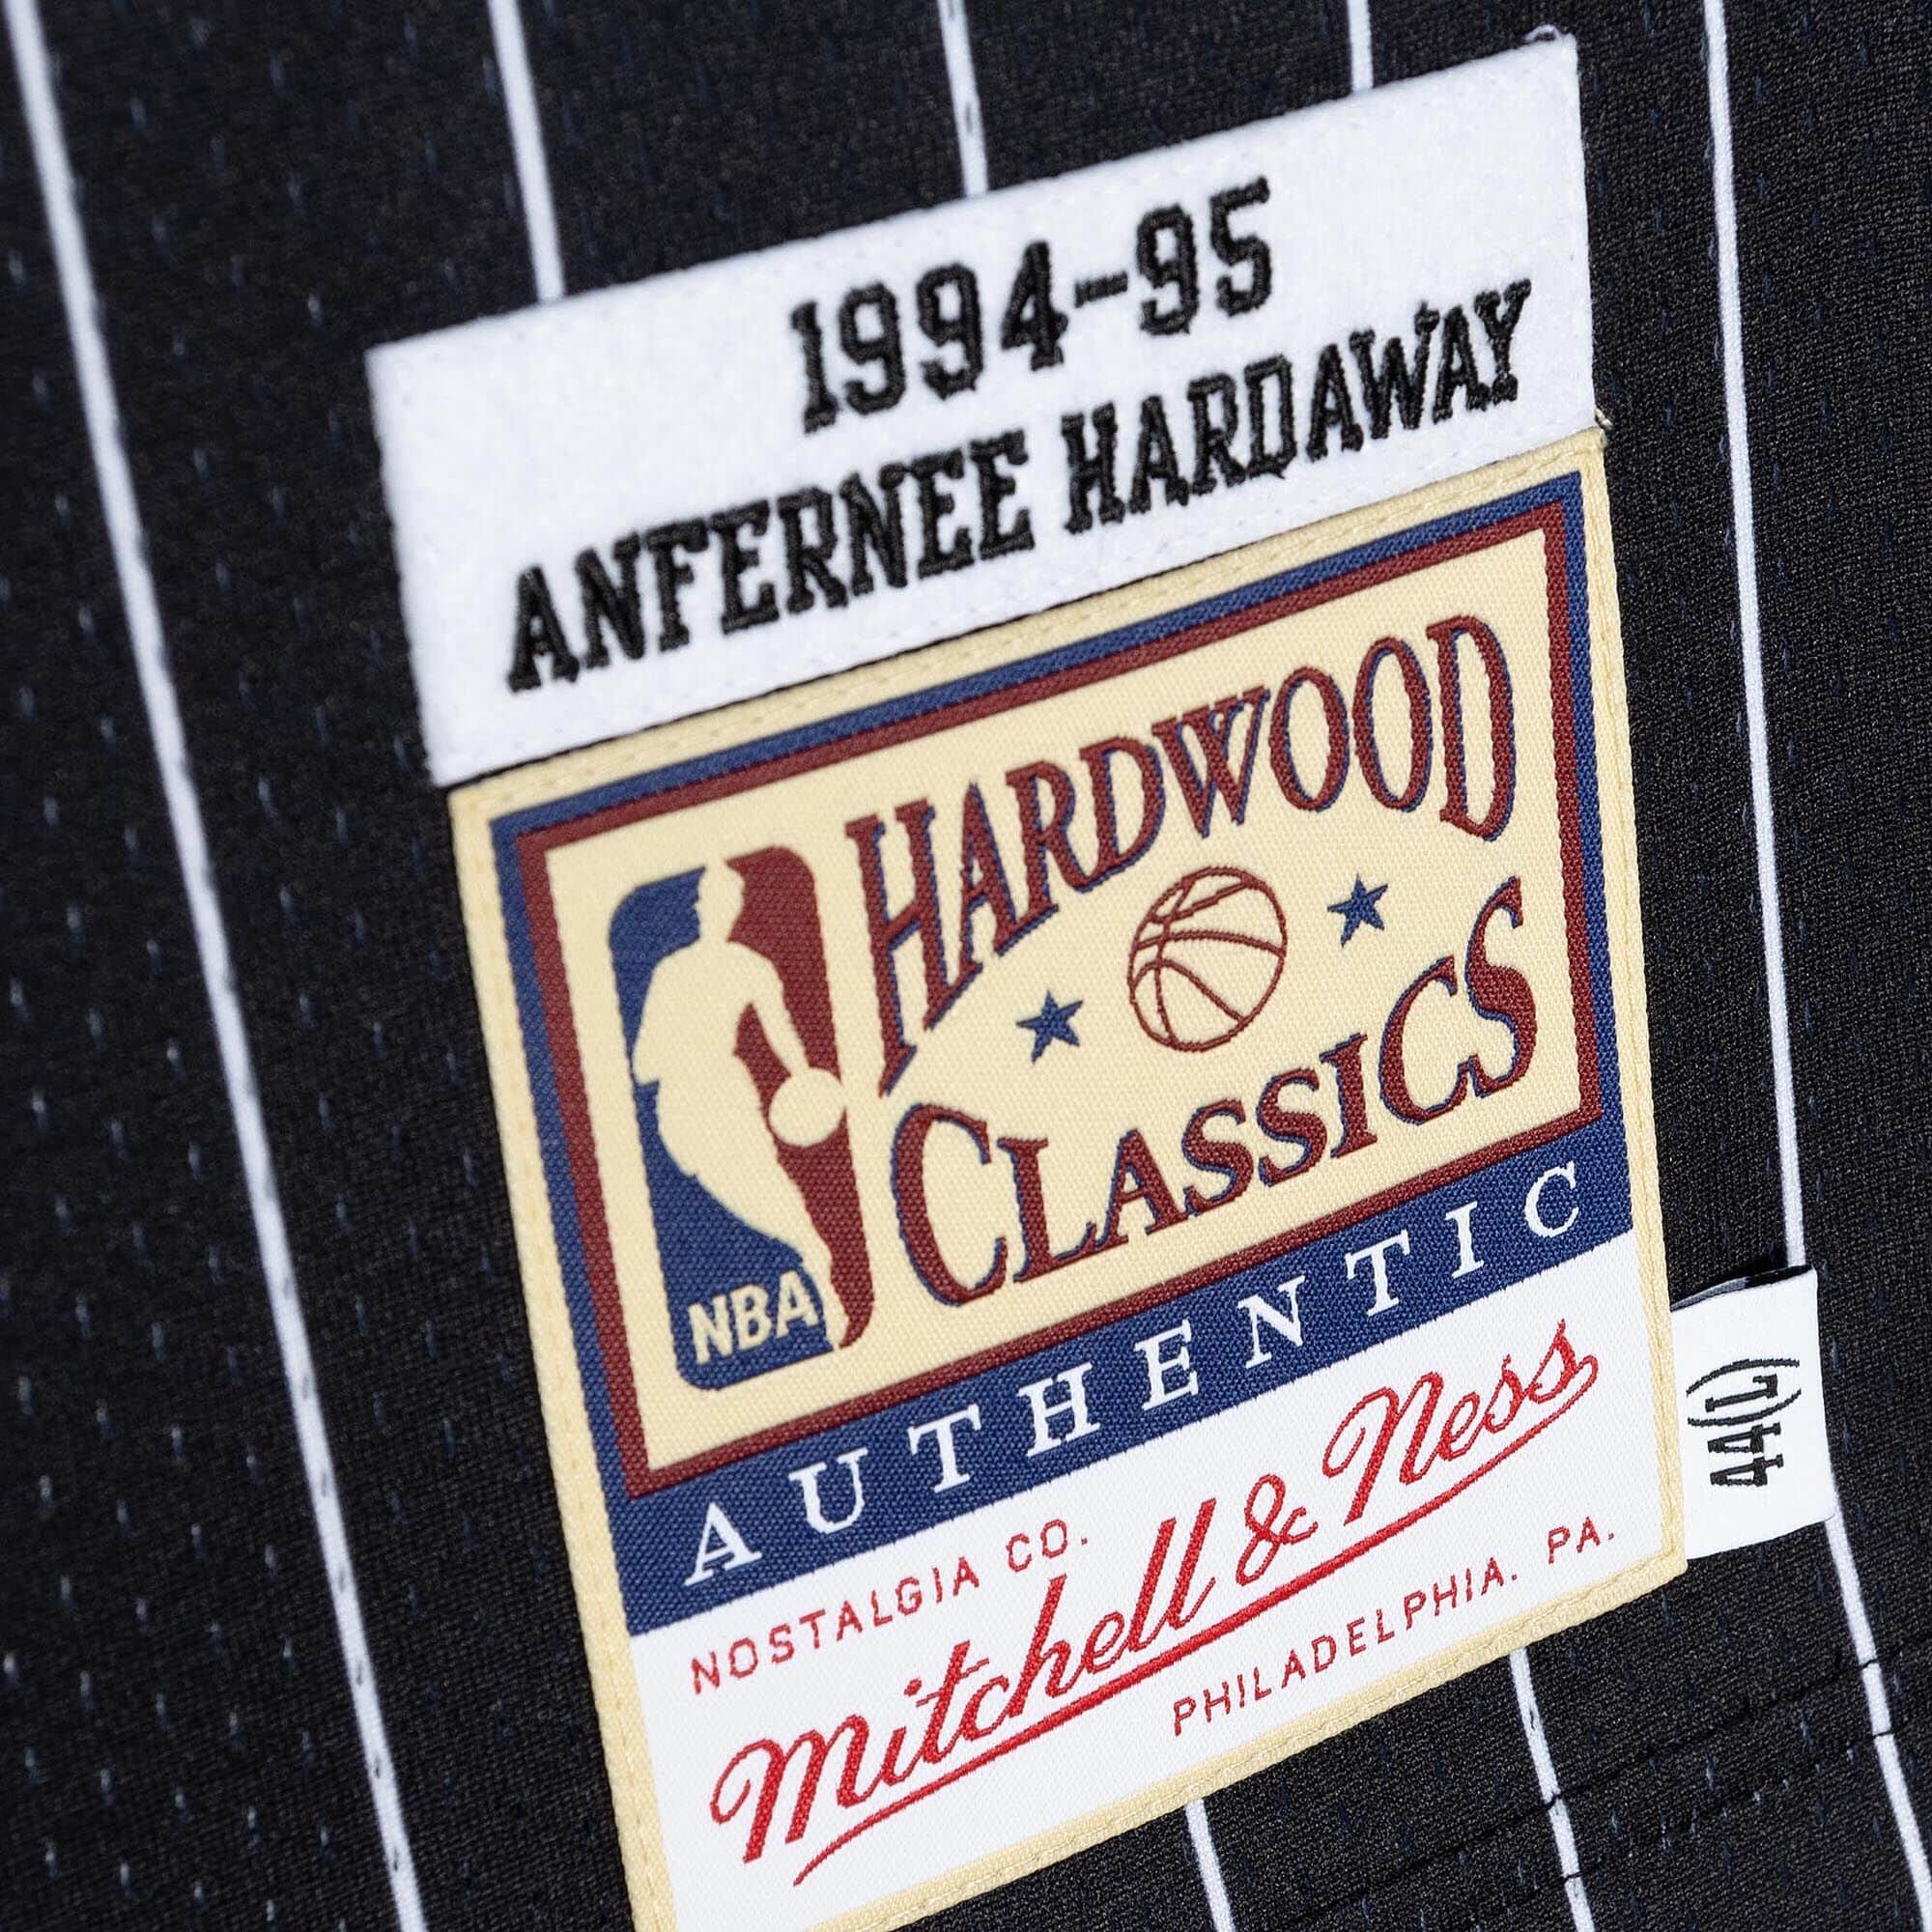 1994-95
ANFERNEE HARDAWAY
HARDWOOD
CLASSICS
NBA
AUTHENTIC
NOSTALGIA CO.
Mitchell & Ness
PHILADELPHIA. PA.
44(L)